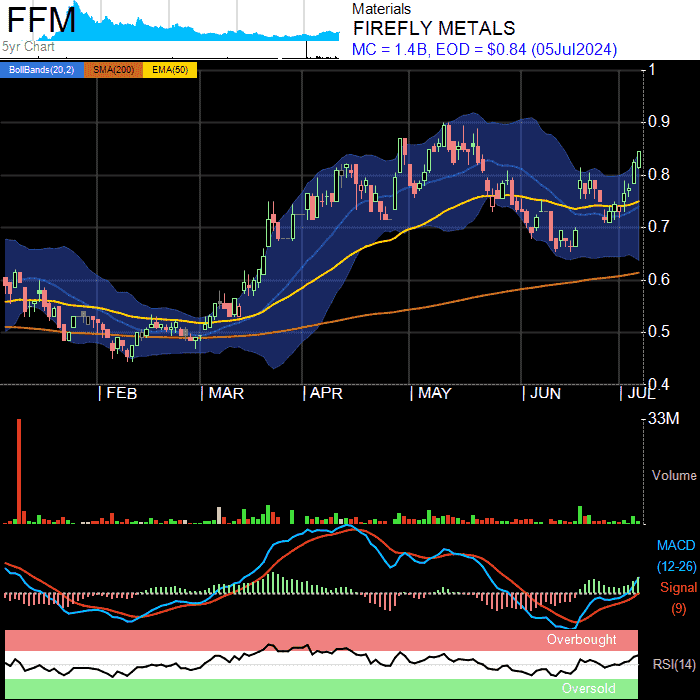 FFM
5yr Chart
Materials
FIREFLY METALS
MC = 1.4B, EOD = $0.84 (05Jul2024)
BollBands(20,2) SMA(200) EMA(50)
1
0.9
0.8
0.7
0.6
0.5
0.4
FEB MAR APR MAY JUN JUL
33M
Volume
MACD
(12-26)
Signal
(9)
Overbought
RSI(14)
Oversold